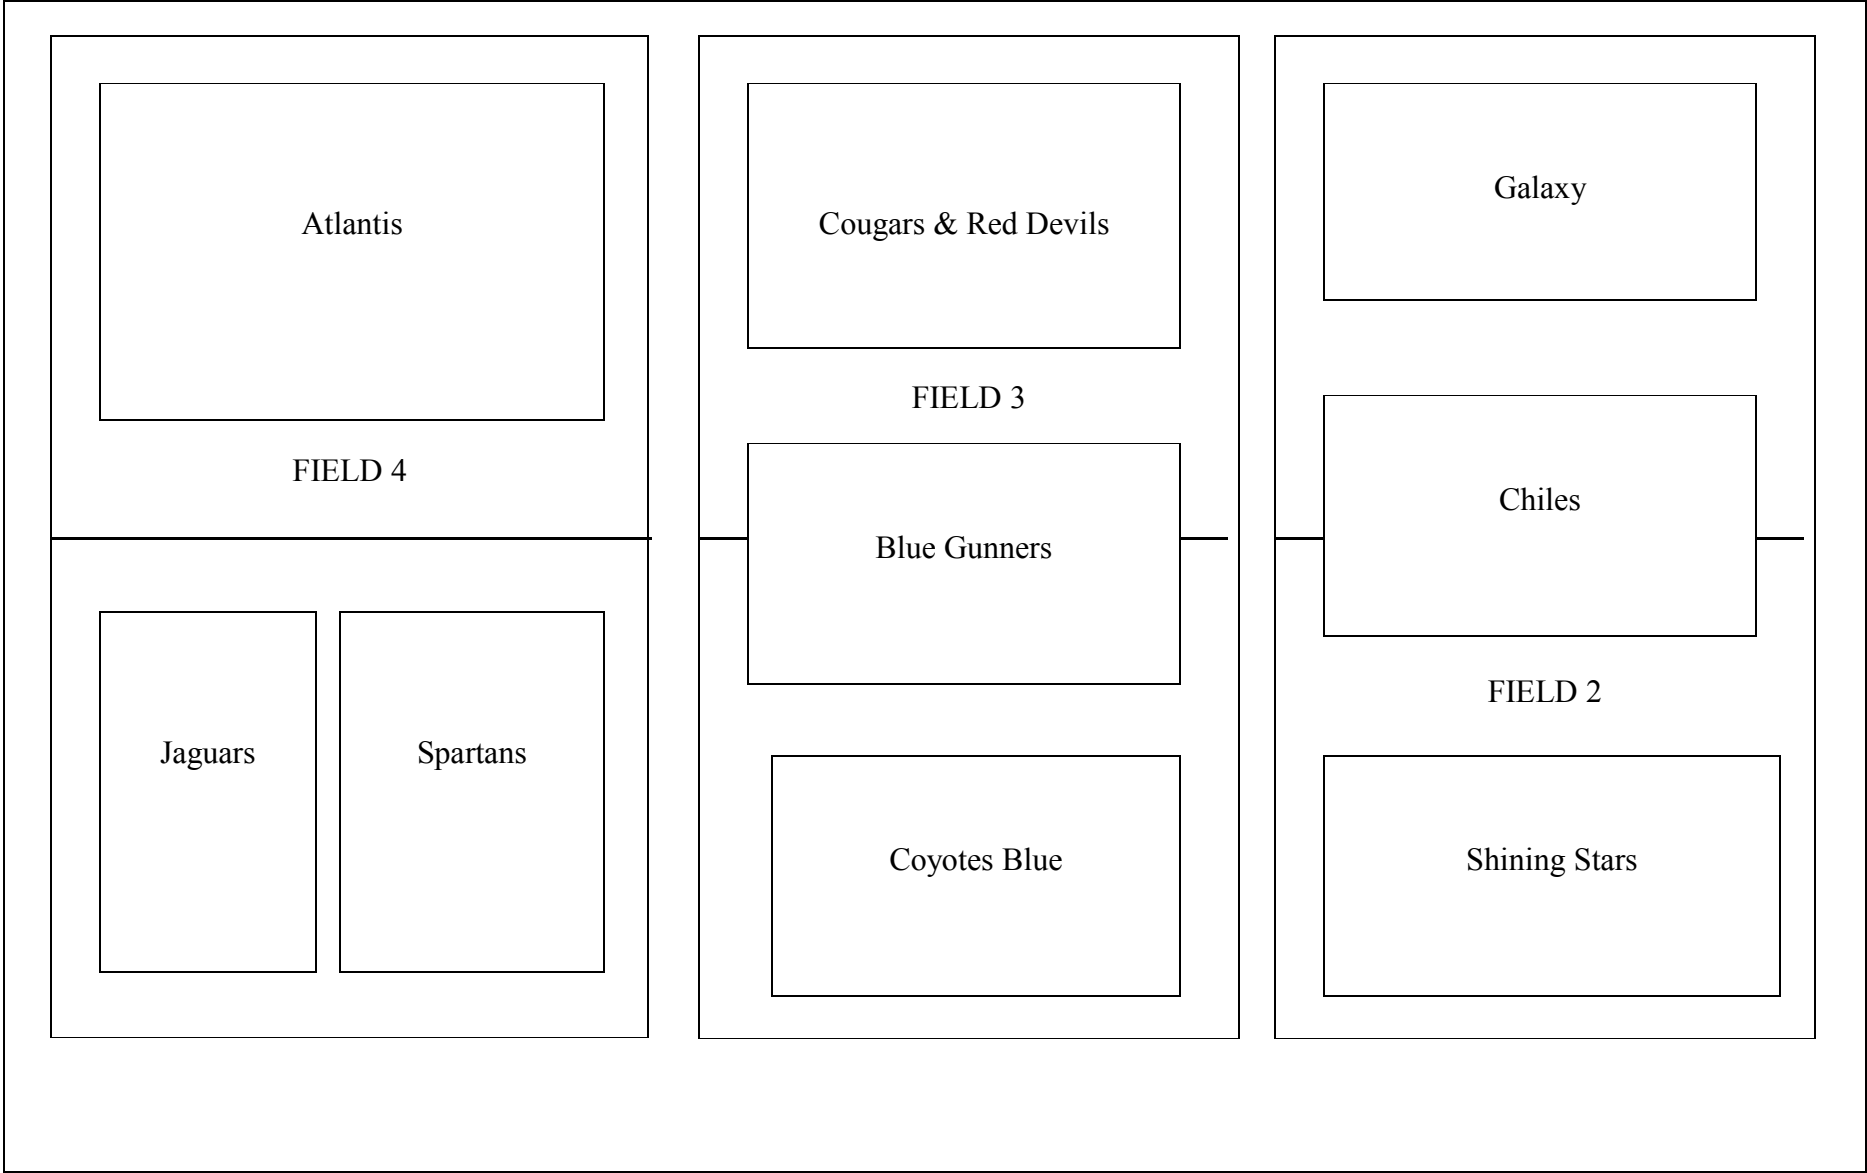 Atlantis
FIELD 4
Jaguars
Spartans
Cougars & Red Devils
FIELD 3
Blue Gunners
Coyotes Blue
Galaxy
Chiles
FIELD 2
Shining Stars